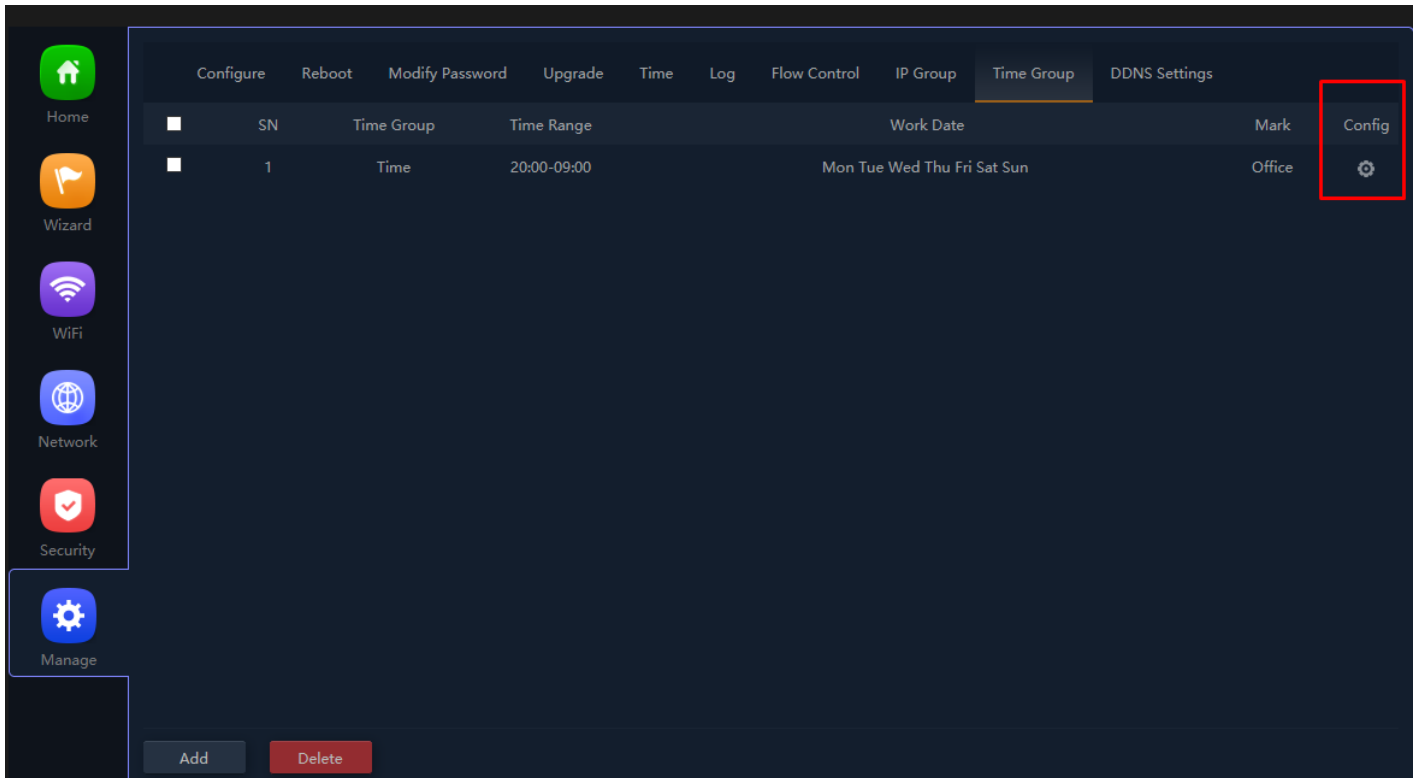 Configure Reboot Modify Password Upgrade Time Log Flow Control IP Group Time Group DDNS Settings
Home
SN Time Group Time Range Work Date Mark Config
1 Time 20:00-09:00 Mon Tue Wed Thu Fri Sat Sun Office
Wizard
WiFi
Network
Security
Manage
Add Delete